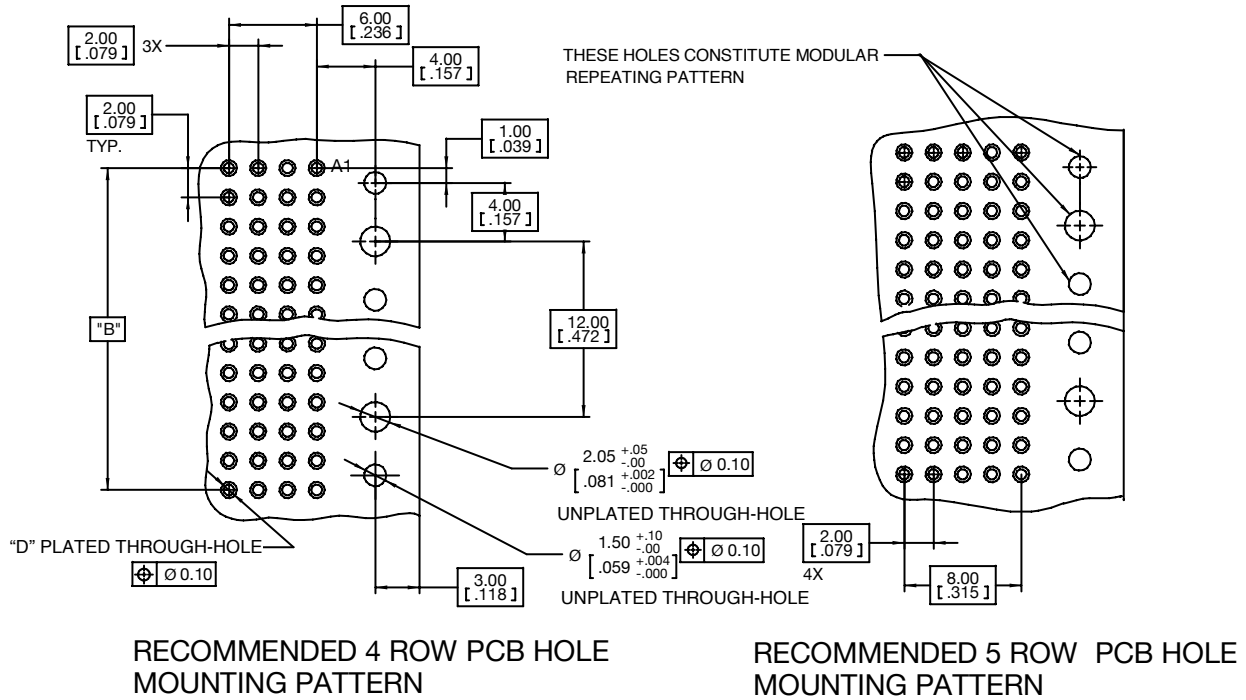 6.00
[.236]
2.00
[.079]
3X
4.00
[.157]
THESE HOLES CONSTITUTE MODULAR
REPEATING PATTERN
2.00
[.079]
TYP.
1.00
[.039]
A1
4.00
[.157]
"B"
12.00
[.472]
Ø 2.05 +.05 -.00
[.081 +.002 -.000]
⌖ Ø 0.10
UNPLATED THROUGH-HOLE
“D” PLATED THROUGH-HOLE
⌖ Ø 0.10
Ø 1.50 +.10 -.00
[.059 +.004 -.000]
⌖ Ø 0.10
UNPLATED THROUGH-HOLE
3.00
[.118]
2.00
[.079]
4X
8.00
[.315]
RECOMMENDED 4 ROW PCB HOLE
MOUNTING PATTERN
RECOMMENDED 5 ROW PCB HOLE
MOUNTING PATTERN